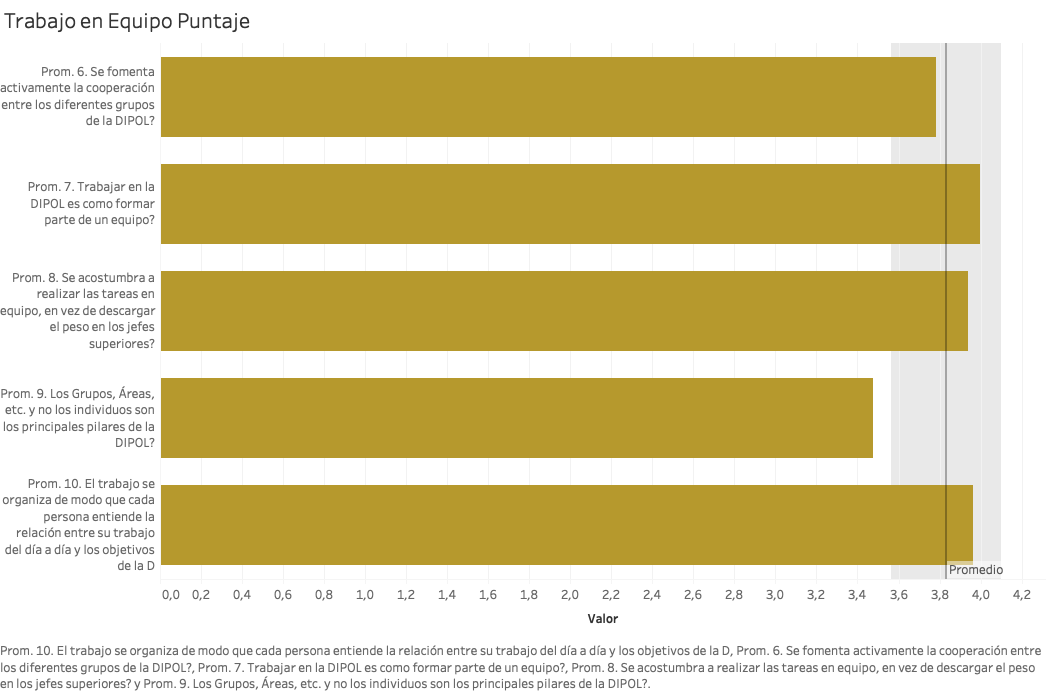 Trabajo en Equipo Puntaje
Prom. 6. Se fomenta
activamente la cooperación
entre los diferentes grupos
de la DIPOL?
Prom. 7. Trabajar en la
DIPOL es como formar
parte de un equipo?
Prom. 8. Se acostumbra a
realizar las tareas en
equipo, en vez de descargar
el peso en los jefes
superiores?
Prom. 9. Los Grupos, Áreas,
etc. y no los individuos son
los principales pilares de la
DIPOL?
Prom. 10. El trabajo se
organiza de modo que cada
persona entiende la
relación entre su trabajo
del día a día y los objetivos
de la D
Promedio
0,0 0,2 0,4 0,6 0,8 1,0 1,2 1,4 1,6 1,8 2,0 2,2 2,4 2,6 2,8 3,0 3,2 3,4 3,6 3,8 4,0 4,2
Valor
Prom. 10. El trabajo se organiza de modo que cada persona entiende la relación entre su trabajo del día a día y los objetivos de la D, Prom. 6. Se fomenta activamente la cooperación entre
los diferentes grupos de la DIPOL?, Prom. 7. Trabajar en la DIPOL es como formar parte de un equipo?, Prom. 8. Se acostumbra a realizar las tareas en equipo, en vez de descargar el peso
en los jefes superiores? y Prom. 9. Los Grupos, Áreas, etc. y no los individuos son los principales pilares de la DIPOL?.